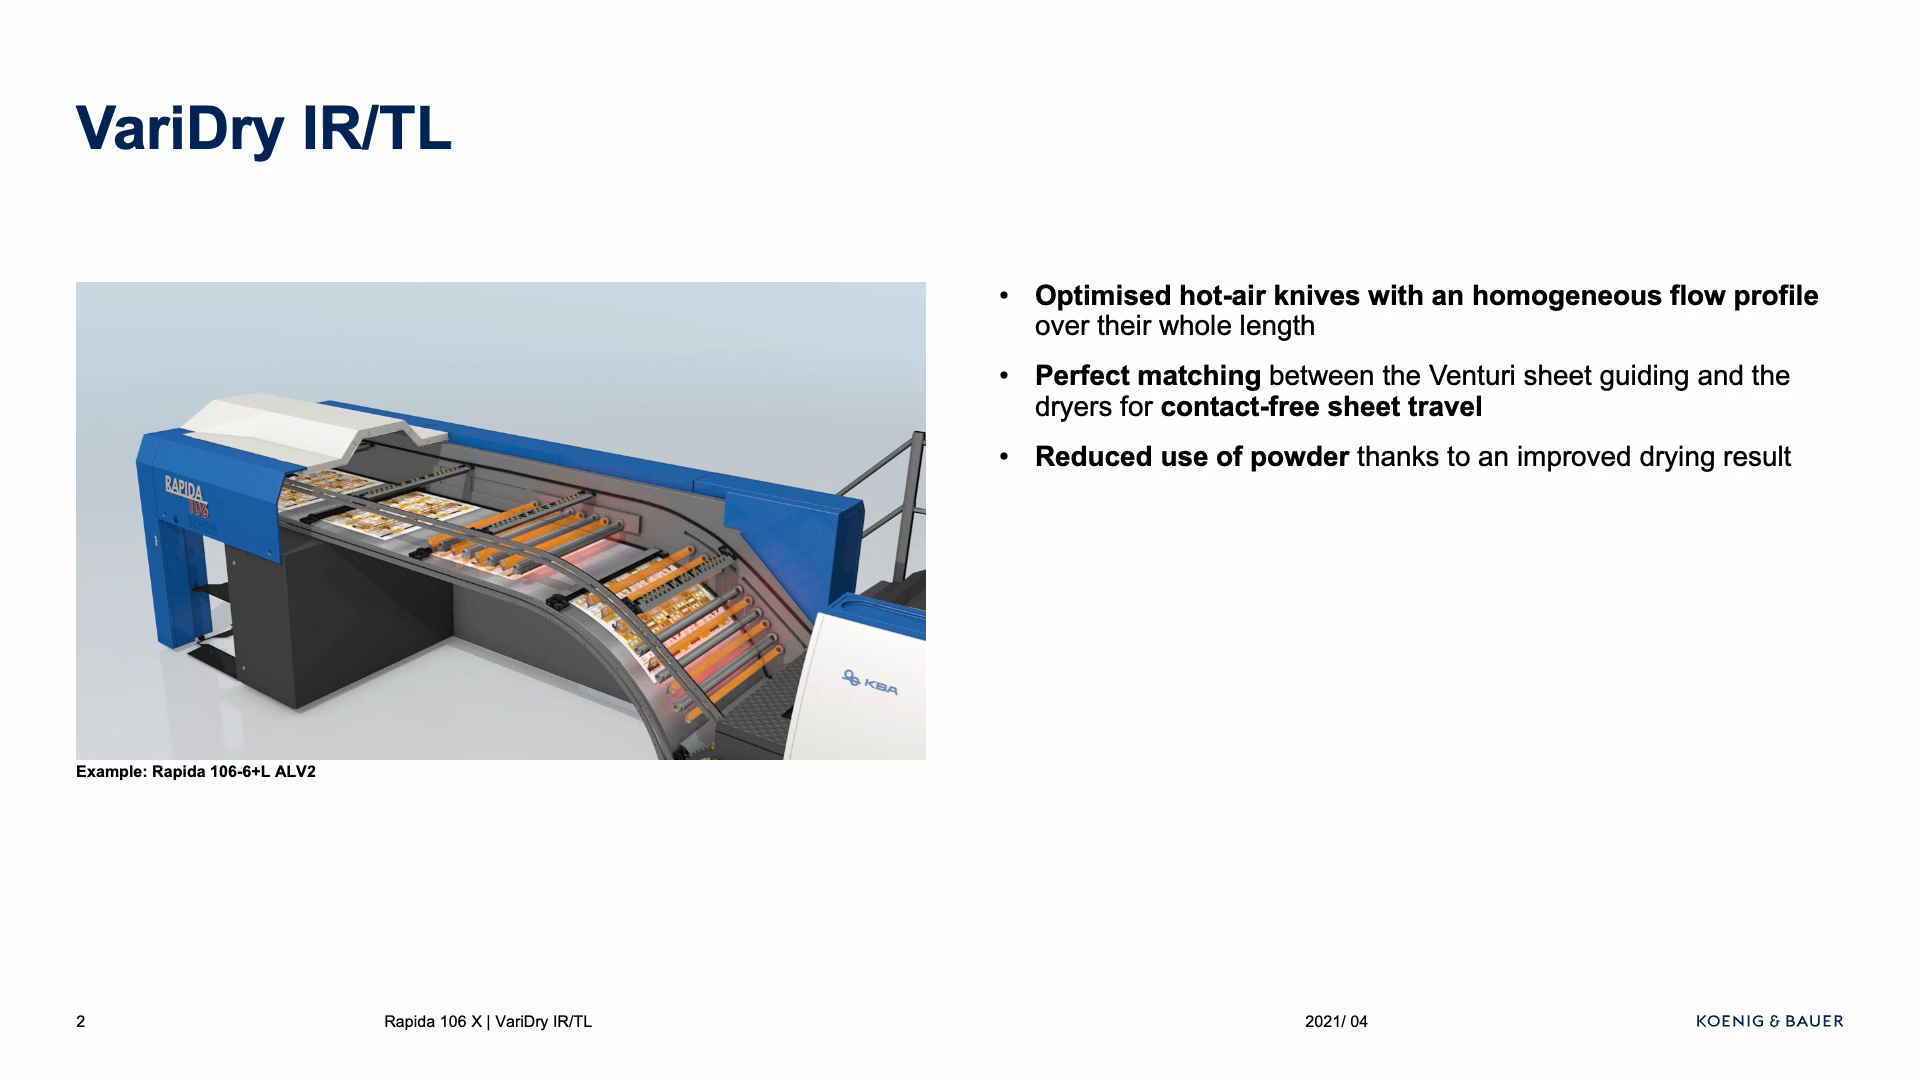 VariDry IR/TL
• Optimised hot-air knives with an homogeneous flow profile
over their whole length
• Perfect matching between the Venturi sheet guiding and the
dryers for contact-free sheet travel
• Reduced use of powder thanks to an improved drying result
RAPIDA
106
KBA
Example: Rapida 106-6+L ALV2
2
Rapida 106 X | VariDry IR/TL
2021/ 04
KOENIG & BAUER